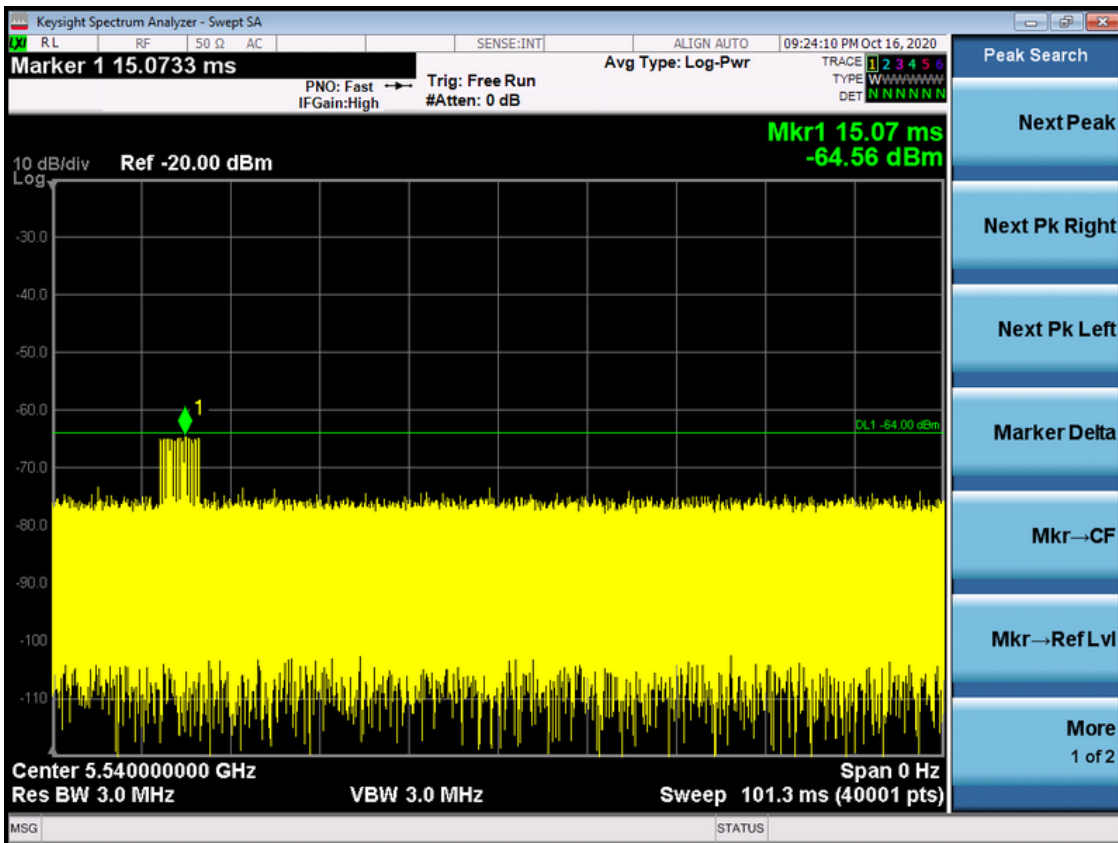 Keysight Spectrum Analyzer - Swept SA
LXI RL RF 50 Ω AC SENSE:INT ALIGN AUTO 09:24:10 PM Oct 16, 2020
Marker 1 15.0733 ms
PNO: Fast
IFGain:High
Trig: Free Run
#Atten: 0 dB
Avg Type: Log-Pwr
TRACE 1 2 3 4 5 6
TYPE WWWWWW
DET N N N N N N
Mkr1 15.07 ms
-64.56 dBm
10 dB/div Ref -20.00 dBm
Log
-30.0
-40.0
-50.0
-60.0
1
DL1 -64.00 dBm
-70.0
-80.0
-90.0
-100
-110
Center 5.540000000 GHz Span 0 Hz
Res BW 3.0 MHz VBW 3.0 MHz Sweep 101.3 ms (40001 pts)
MSG STATUS
Peak Search
Next Peak
Next Pk Right
Next Pk Left
Marker Delta
Mkr→CF
Mkr→Ref Lvl
More
1 of 2